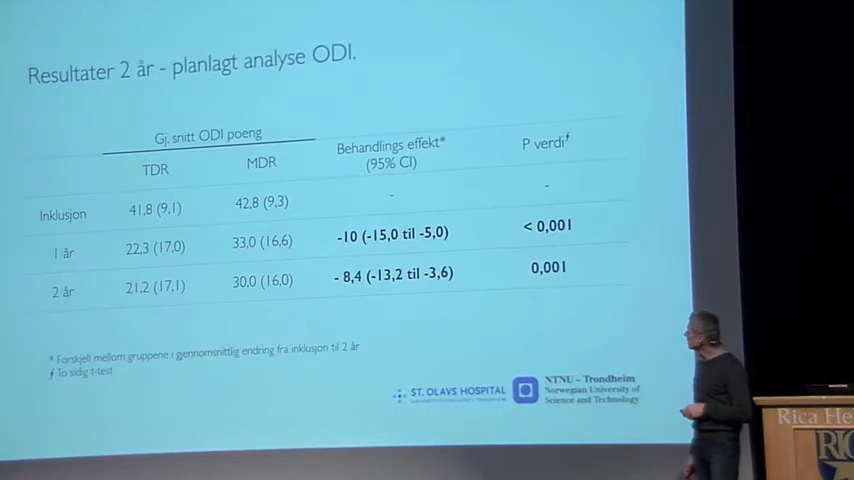 Resultater 2 år - planlagt analyse ODI.
Gj. snitt ODI poeng
TDR MDR Behandlings effekt* (95% CI) P verdiƒ
Inklusjon 41,8 (9,1) 42,8 (9,3) - -
1 år 22,3 (17,0) 33,0 (16,6) -10 (-15,0 til -5,0) < 0,001
2 år 21,2 (17,1) 30,0 (16,0) - 8,4 (-13,2 til -3,6) 0,001
* Forskjell mellom gruppene i gjennomsnittlig endring fra inklusjon til 2 år
ƒ To sidig t-test
ST. OLAVS HOSPITAL
NTNU – Trondheim
Norwegian University of
Science and Technology
Rica He
RIC